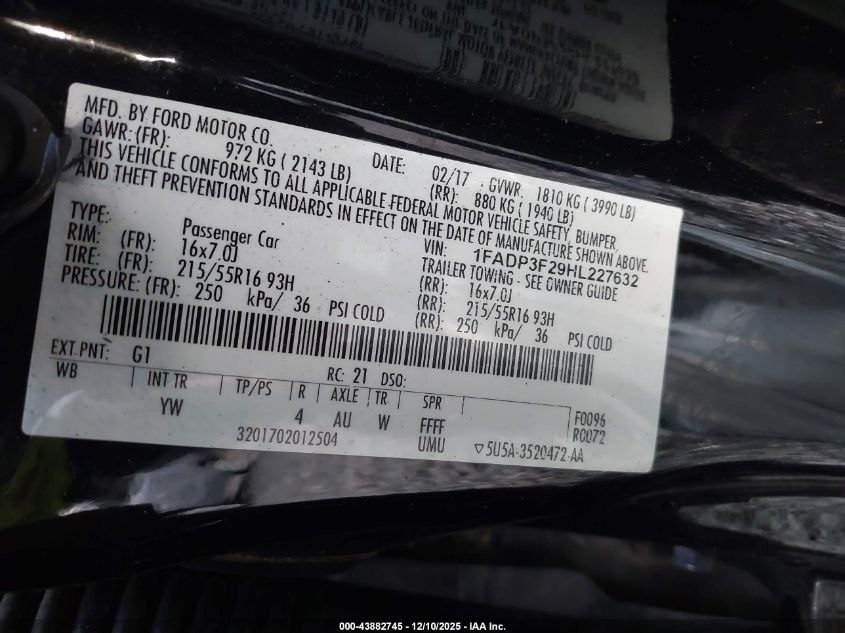 MFD. BY FORD MOTOR CO. DATE: 02/17 GVWR: 1810 KG ( 3990 LB)
GAWR: (FR): 972 KG ( 2143 LB) (RR): 880 KG ( 1940 LB)
THIS VEHICLE CONFORMS TO ALL APPLICABLE FEDERAL MOTOR VEHICLE SAFETY, BUMPER,
AND THEFT PREVENTION STANDARDS IN EFFECT ON THE DATE OF MANUFACTURE SHOWN ABOVE.
VIN: 1FADP3F29HL227632
TYPE: Passenger Car TRAILER TOWING - SEE OWNER GUIDE
RIM: (FR): 16x7.0J (RR): 16x7.0J
TIRE: (FR): 215/55R16 93H (RR): 215/55R16 93H
PRESSURE: (FR): 250 kPa/ 36 PSI COLD (RR): 250 kPa/ 36 PSI COLD
EXT PNT: G1 RC: 21 DSO:
WB INT TR TP/PS R AXLE TR SPR F0096
YW 4 AU W FFFF R0072
3201702012504 UMU ▽5U5A-3520472-AA
000-43882745 - 12/10/2025 - IAA Inc.